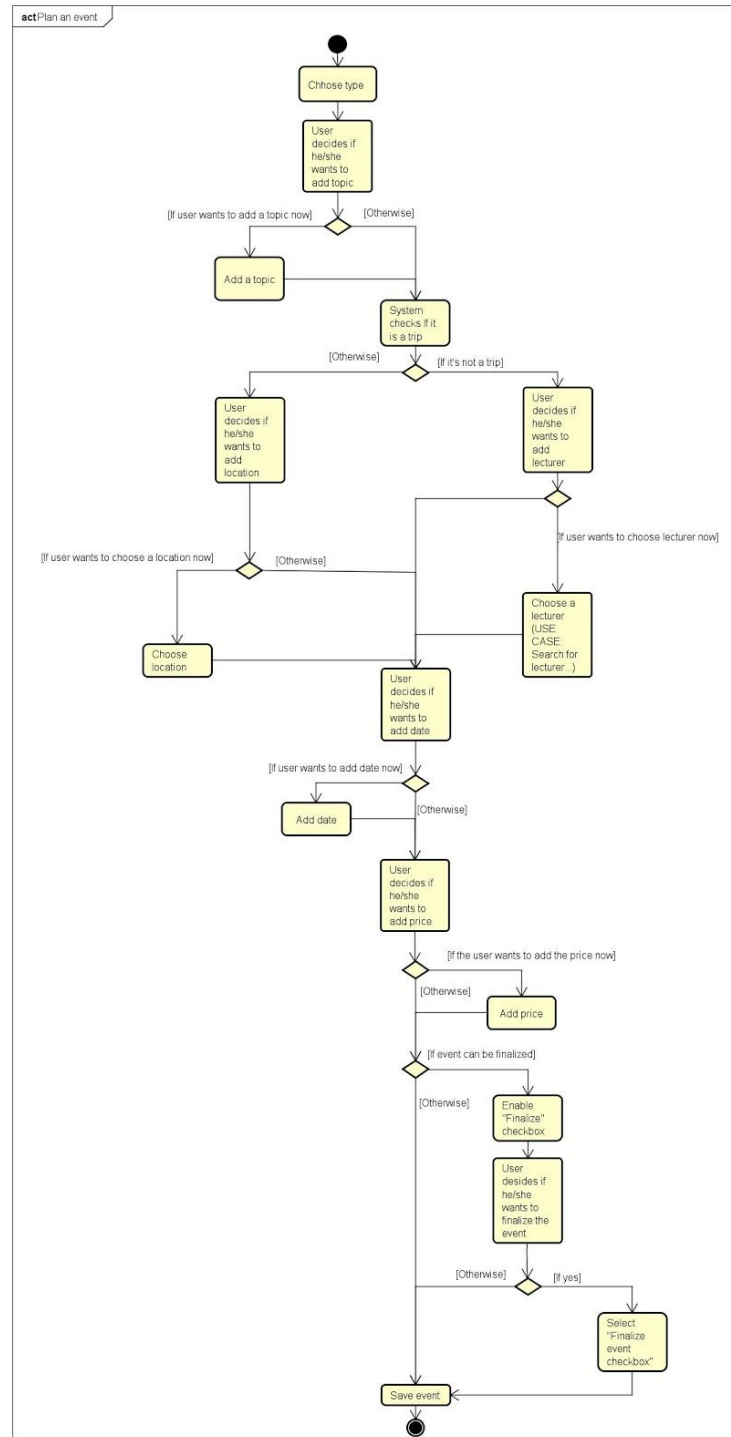 act Plan an event
Chhose type
User
decides if
he/she
wants to
add topic
[If user wants to add a topic now]
[Otherwise]
Add a topic
System
checks If it
is a trip
[Otherwise]
[If it's not a trip]
User
decides if
he/she
wants to
add
location
User
decides if
he/she
wants to
add
lecturer
[If user wants to choose lecturer now]
[If user wants to choose a location now]
[Otherwise]
Choose a
lecturer
(USE
CASE:
Search for
lecturer...)
Choose
location
User
decides if
he/she
wants to
add date
[If user wants to add date now]
[Otherwise]
Add date
User
decides if
he/she
wants to
add price
[If the user wants to add the price now]
[Otherwise]
Add price
[If event can be finalized]
[Otherwise]
Enable
"Finalize"
checkbox
User
desides if
he/she
wants to
finalize the
event
[Otherwise]
[If yes]
Select
"Finalize
event
checkbox"
Save event